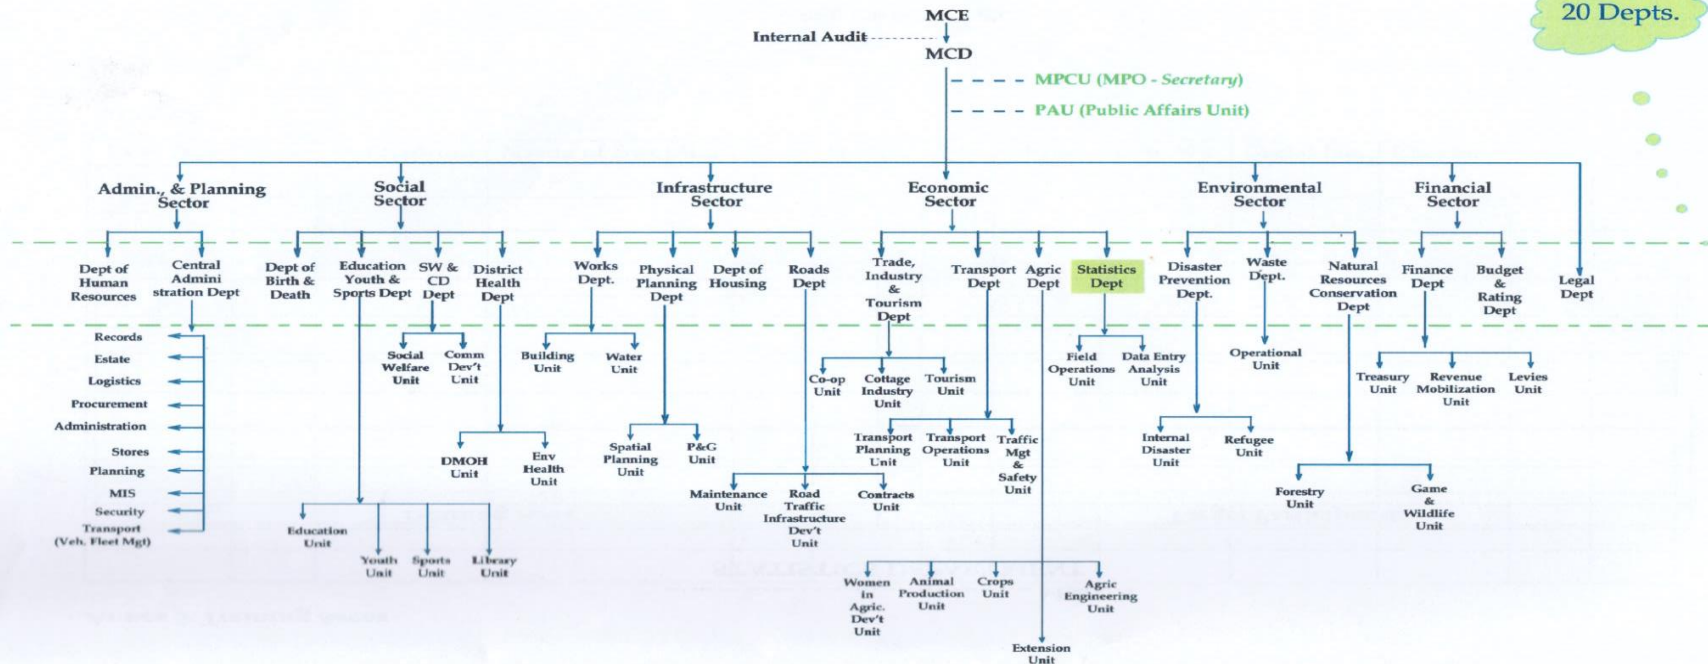 20 Depts.
MCE
Internal Audit
MCD
MPCU (MPO - Secretary)
PAU (Public Affairs Unit)
Admin., & Planning
Sector
Social
Sector
Infrastructure
Sector
Economic
Sector
Environmental
Sector
Financial
Sector
Dept of
Human
Resources
Central
Admini
stration Dept
Dept of
Birth &
Death
Education
Youth &
Sports Dept
SW &
CD
Dept
District
Health
Dept
Works
Dept.
Physical
Planning
Dept
Dept of
Housing
Roads
Dept
Trade,
Industry
&
Tourism
Dept
Transport
Dept
Agric
Dept
Statistics
Dept
Disaster
Prevention
Dept.
Waste
Dept.
Natural
Resources
Conservation
Dept
Finance
Dept
Budget
&
Rating
Dept
Legal
Dept
Records
Estate
Logistics
Procurement
Administration
Stores
Planning
MIS
Security
Transport
(Veh. Fleet Mgt)
Social
Welfare
Unit
Comm
Dev't
Unit
Building
Unit
Water
Unit
Co-op
Unit
Cottage
Industry
Unit
Tourism
Unit
Field
Operations
Unit
Data Entry
Analysis
Unit
Operational
Unit
Treasury
Unit
Revenue
Mobilization
Unit
Levies
Unit
DMOH
Unit
Env
Health
Unit
Spatial
Planning
Unit
P&G
Unit
Transport
Planning
Unit
Transport
Operations
Unit
Traffic
Mgt
&
Safety
Unit
Internal
Disaster
Unit
Refugee
Unit
Maintenance
Unit
Road
Traffic
Infrastructure
Dev't
Unit
Contracts
Unit
Forestry
Unit
Game
&
Wildlife
Unit
Education
Unit
Youth
Unit
Sports
Unit
Library
Unit
Women
in
Agric.
Dev't
Unit
Animal
Production
Unit
Crops
Unit
Agric
Engineering
Unit
Extension
Unit